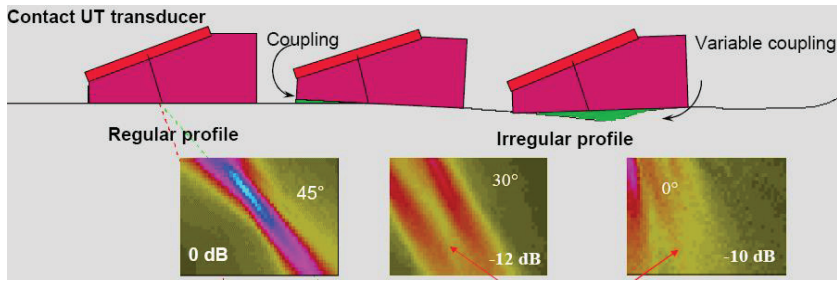 Contact UT transducer
Coupling
Variable coupling
Regular profile
Irregular profile
45°
0 dB
30°
-12 dB
0°
-10 dB